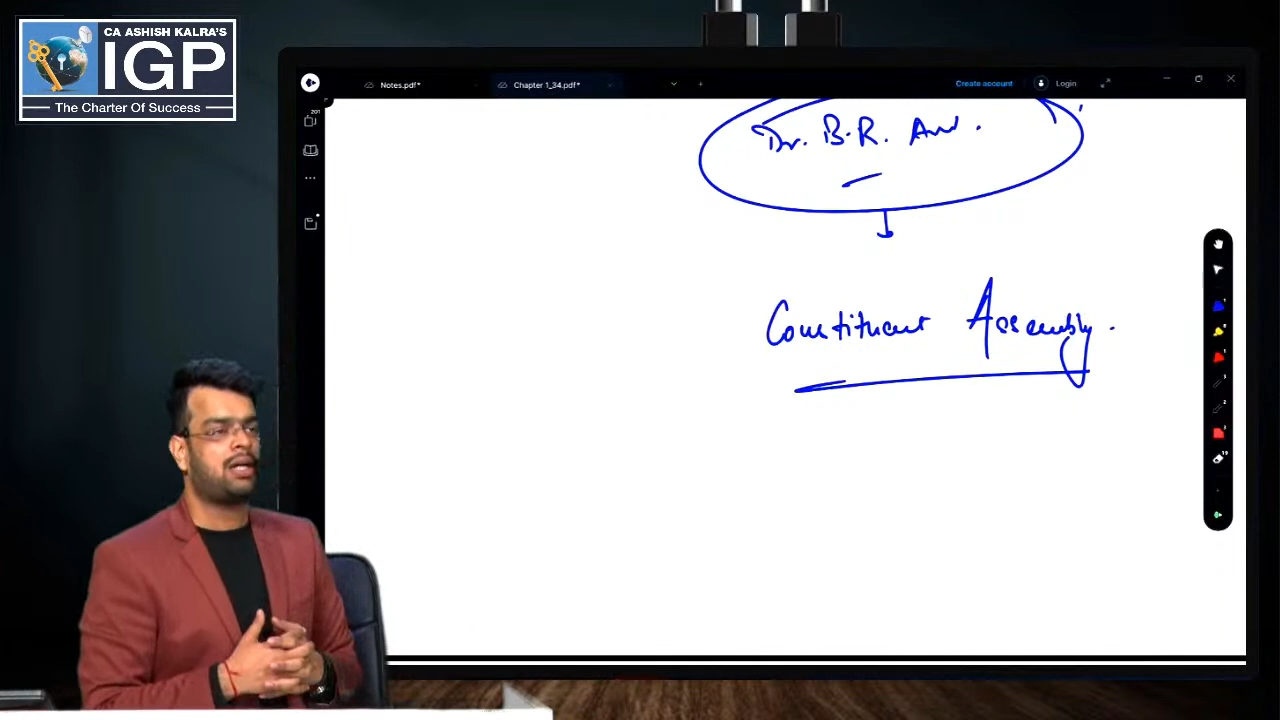 CA ASHISH KALRA'S
IGP
The Charter Of Success
Notes.pdf*
Chapter 1_34.pdf*
Create account
Login
201
Dr. B.R.
Constituent Assembly.